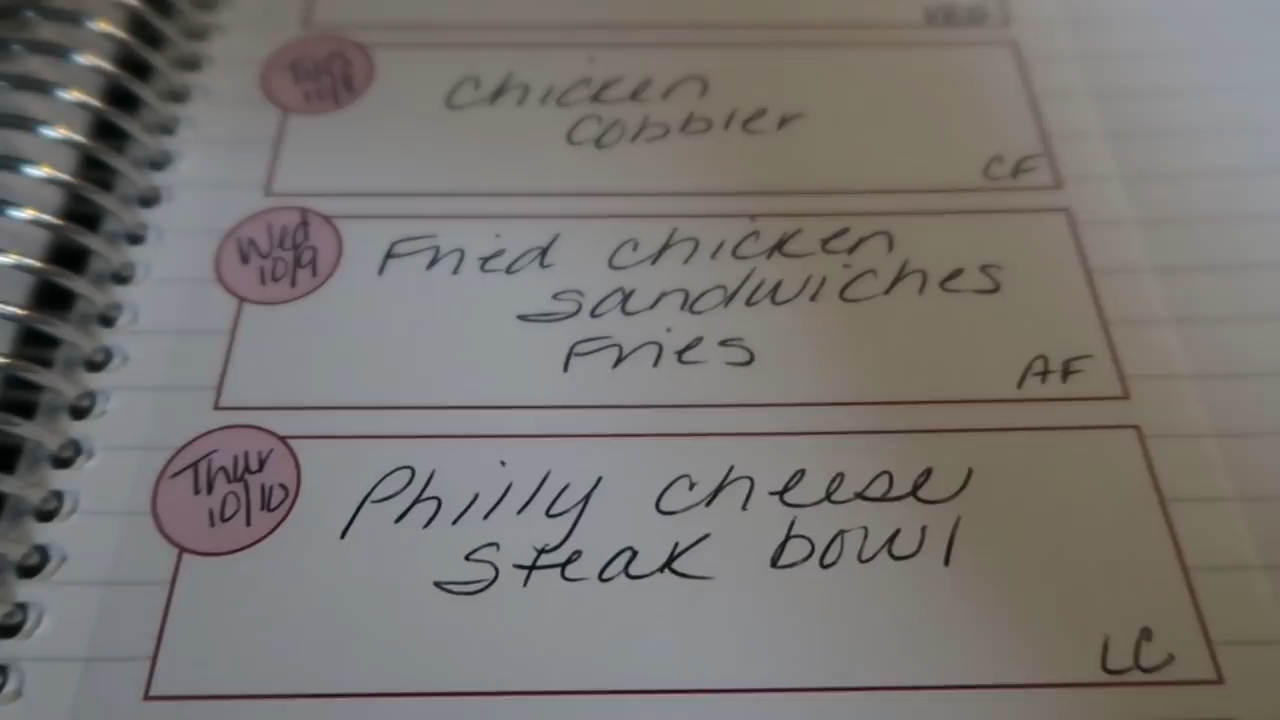 Chicken
Cobbler
CF
Wed
10/9
Fried chicken
sandwiches
Fries
AF
Thur
10/10
Philly cheese
steak bowl
LC